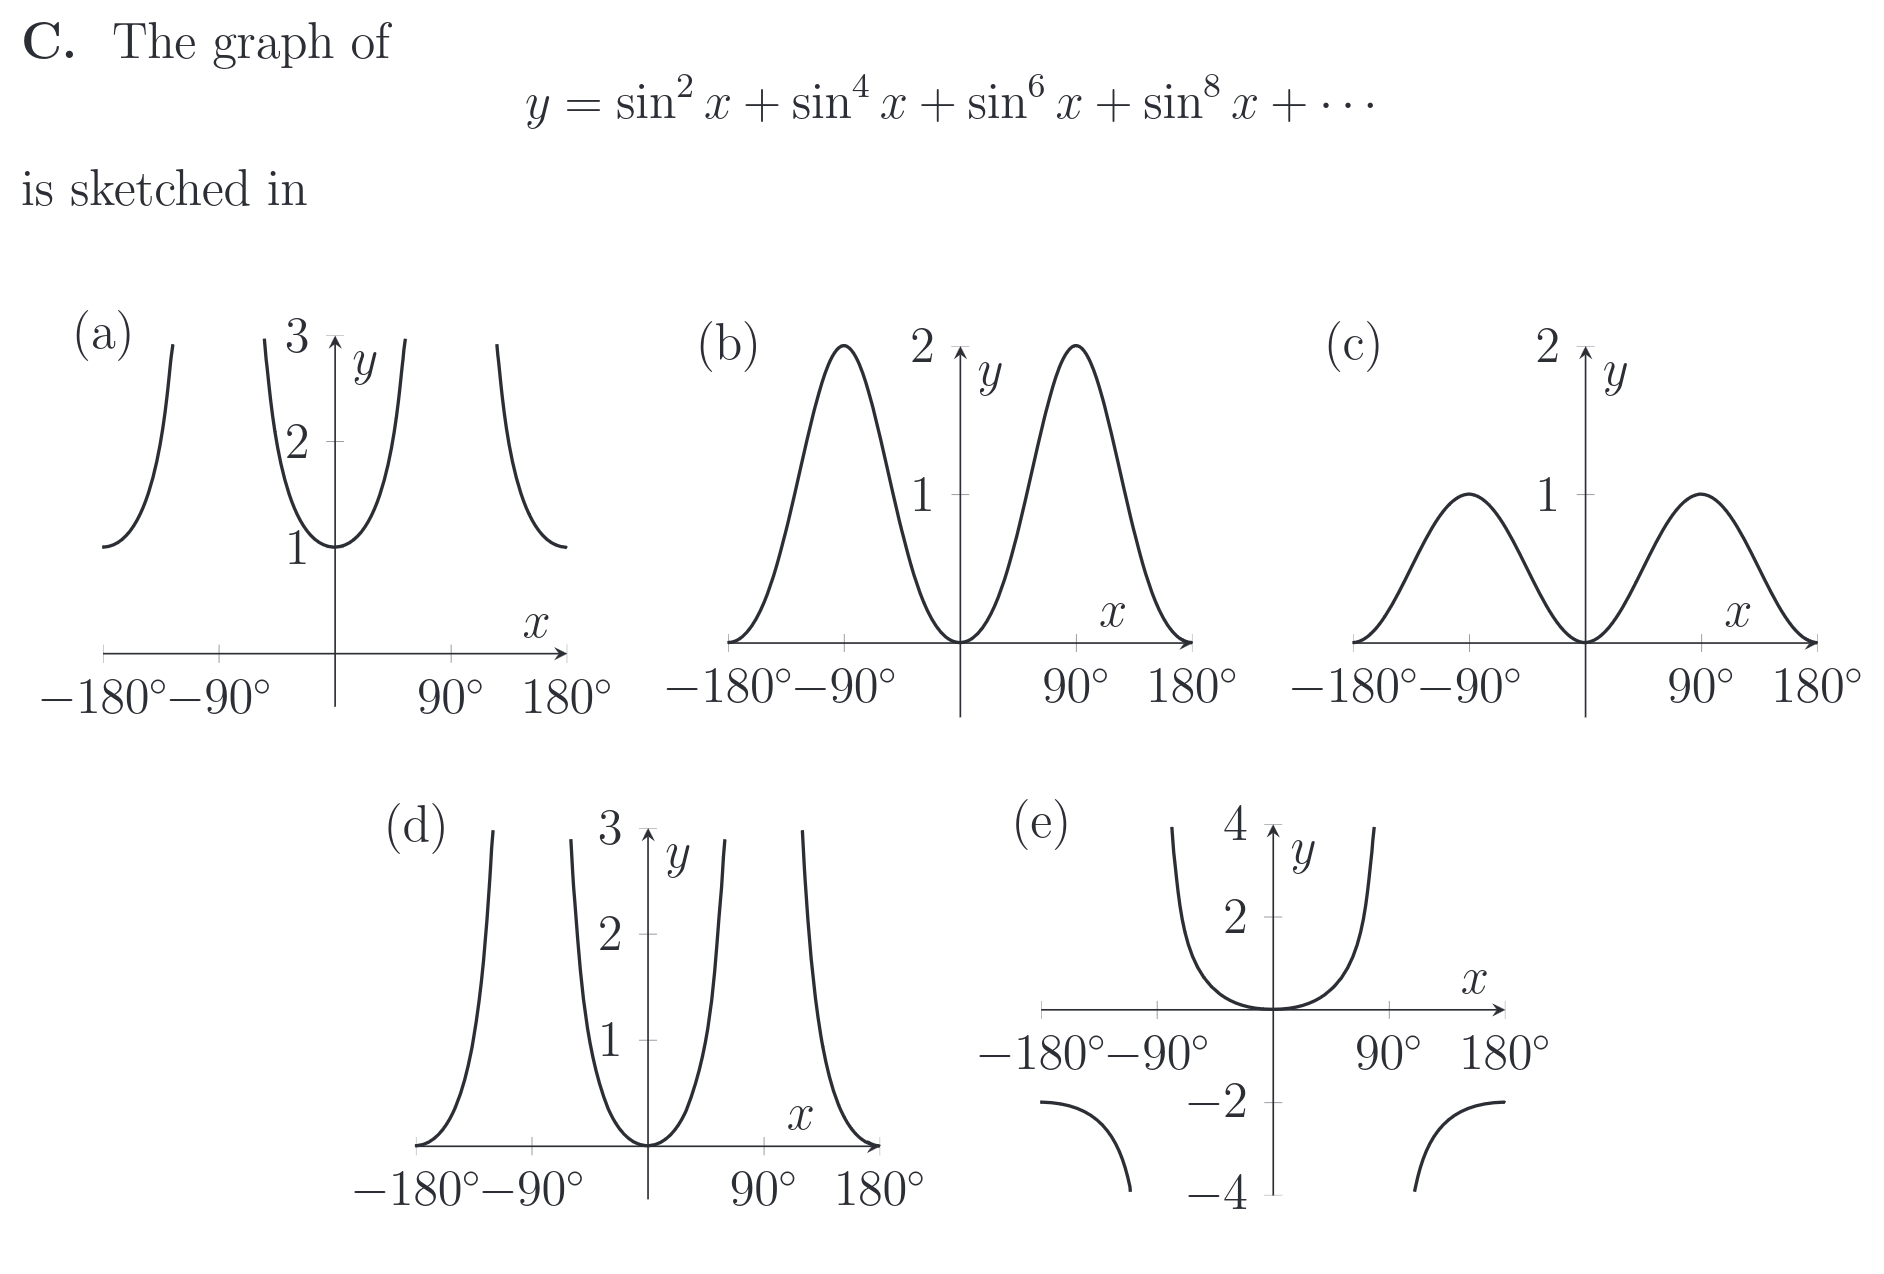 C. The graph of
y = sin² x + sin⁴ x + sin⁶ x + sin⁸ x + ⋯
is sketched in
(a) 3 y
2
1
x
−180° −90° 90° 180°
(b) 2 y
1
x
−180° −90° 90° 180°
(c) 2 y
1
x
−180° −90° 90° 180°
(d) 3 y
2
1
x
−180° −90° 90° 180°
(e) 4 y
2
x
−180° −90° 90° 180°
−2
−4